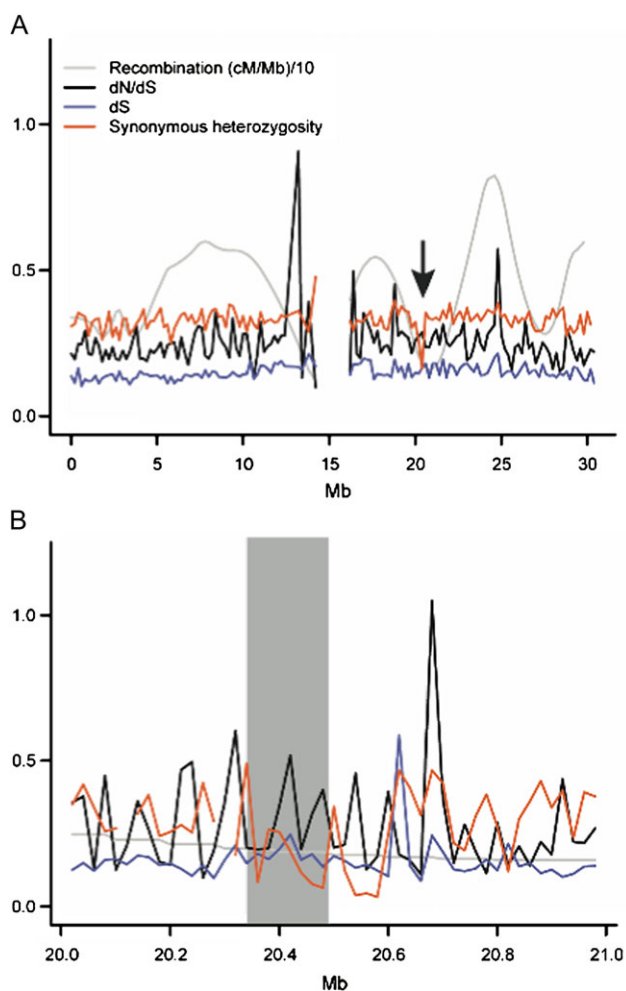 A
Recombination (cM/Mb)/10
dN/dS
dS
Synonymous heterozygosity
1.0
0.5
0.0
0 5 10 15 20 25 30
Mb
B
1.0
0.5
0.0
20.0 20.2 20.4 20.6 20.8 21.0
Mb